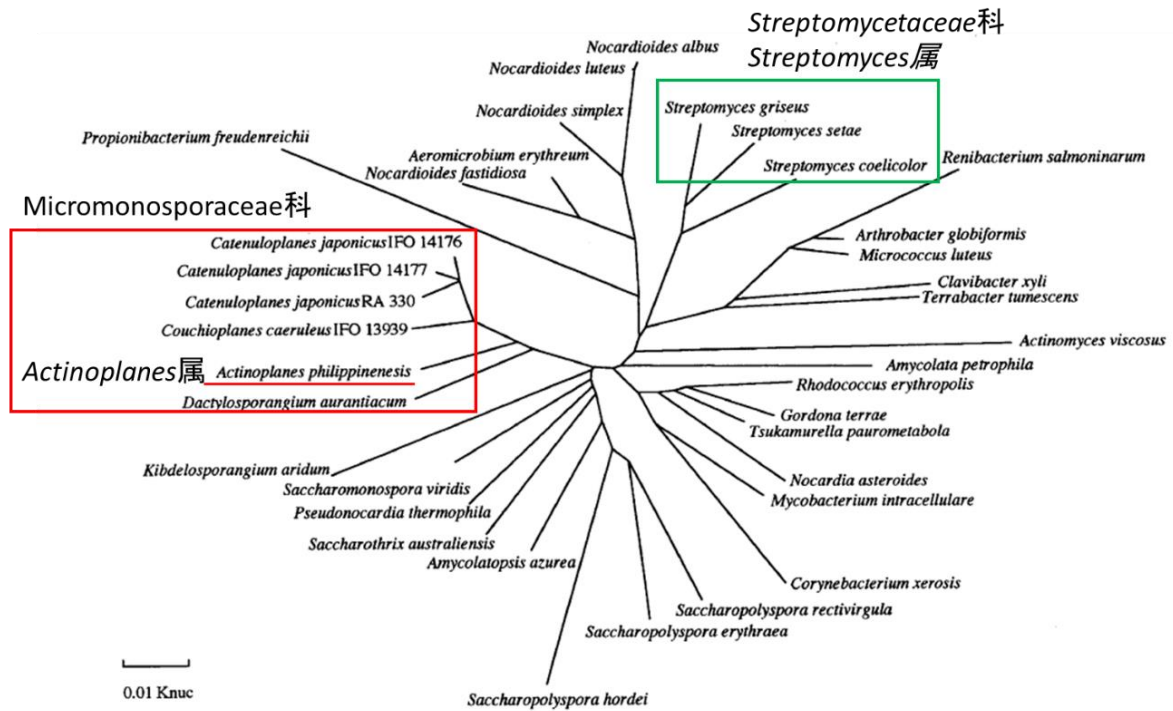 Streptomycetaceae科
Streptomyces属
Nocardioides albus
Nocardioides luteus
Nocardioides simplex
Streptomyces griseus
Streptomyces setae
Streptomyces coelicolor
Renibacterium salmoninarum
Propionibacterium freudenreichii
Aeromicrobium erythreum
Nocardioides fastidiosa
Micromonosporaceae科
Catenuloplanes japonicus IFO 14176
Catenuloplanes japonicus IFO 14177
Catenuloplanes japonicus RA 330
Couchioplanes caeruleus IFO 13939
Actinoplanes属 Actinoplanes philippinenesis
Dactylosporangium aurantiacum
Arthrobacter globiformis
Micrococcus luteus
Clavibacter xyli
Terrabacter tumescens
Actinomyces viscosus
Amycolata petrophila
Rhodococcus erythropolis
Gordona terrae
Tsukamurella paurometabola
Nocardia asteroides
Mycobacterium intracellulare
Corynebacterium xerosis
Kibdelosporangium aridum
Saccharomonospora viridis
Pseudonocardia thermophila
Saccharothrix australiensis
Amycolatopsis azurea
Saccharopolyspora rectivirgula
Saccharopolyspora erythraea
Saccharopolyspora hordei
0.01 Knuc